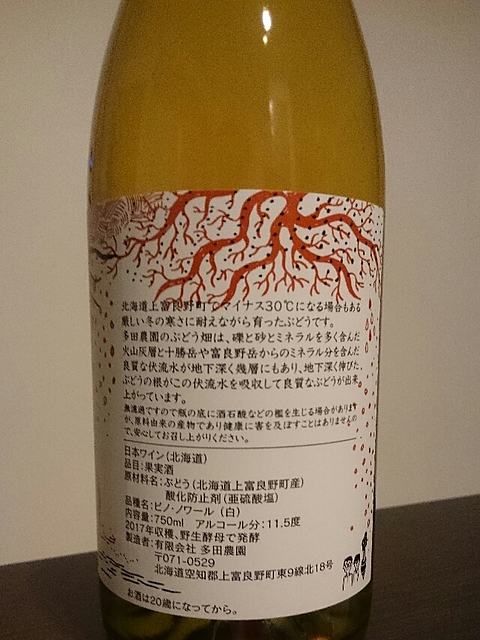 北海道上富良野町でマイナス30℃になる場合もある
厳しい冬の寒さに耐えながら育ったぶどうです。
多田農園のぶどう畑は、礫と砂とミネラルを多く含んだ
火山灰層と十勝岳や富良野岳からのミネラル分を含んだ
良質な伏流水が地下深く幾層にもあり、地下深く伸びた、
ぶどうの根がこの伏流水を吸収して良質なぶどうが出来
上がっています。
無濾過ですので瓶の底に酒石酸などの澱を生じる場合があります
が、原料由来の産物であり健康に害を及ぼすことはありませんの
で、安心してお召し上がりください。
日本ワイン(北海道)
品目:果実酒
原材料名:ぶどう(北海道上富良野町産)
酸化防止剤(亜硫酸塩)
品種名:ピノ・ノワール(白)
内容量:750ml アルコール分:11.5度
2017年収穫、野生酵母で発酵
製造者:有限会社 多田農園
〒071-0529
北海道空知郡上富良野町東9線北18号
お酒は20歳になってから。